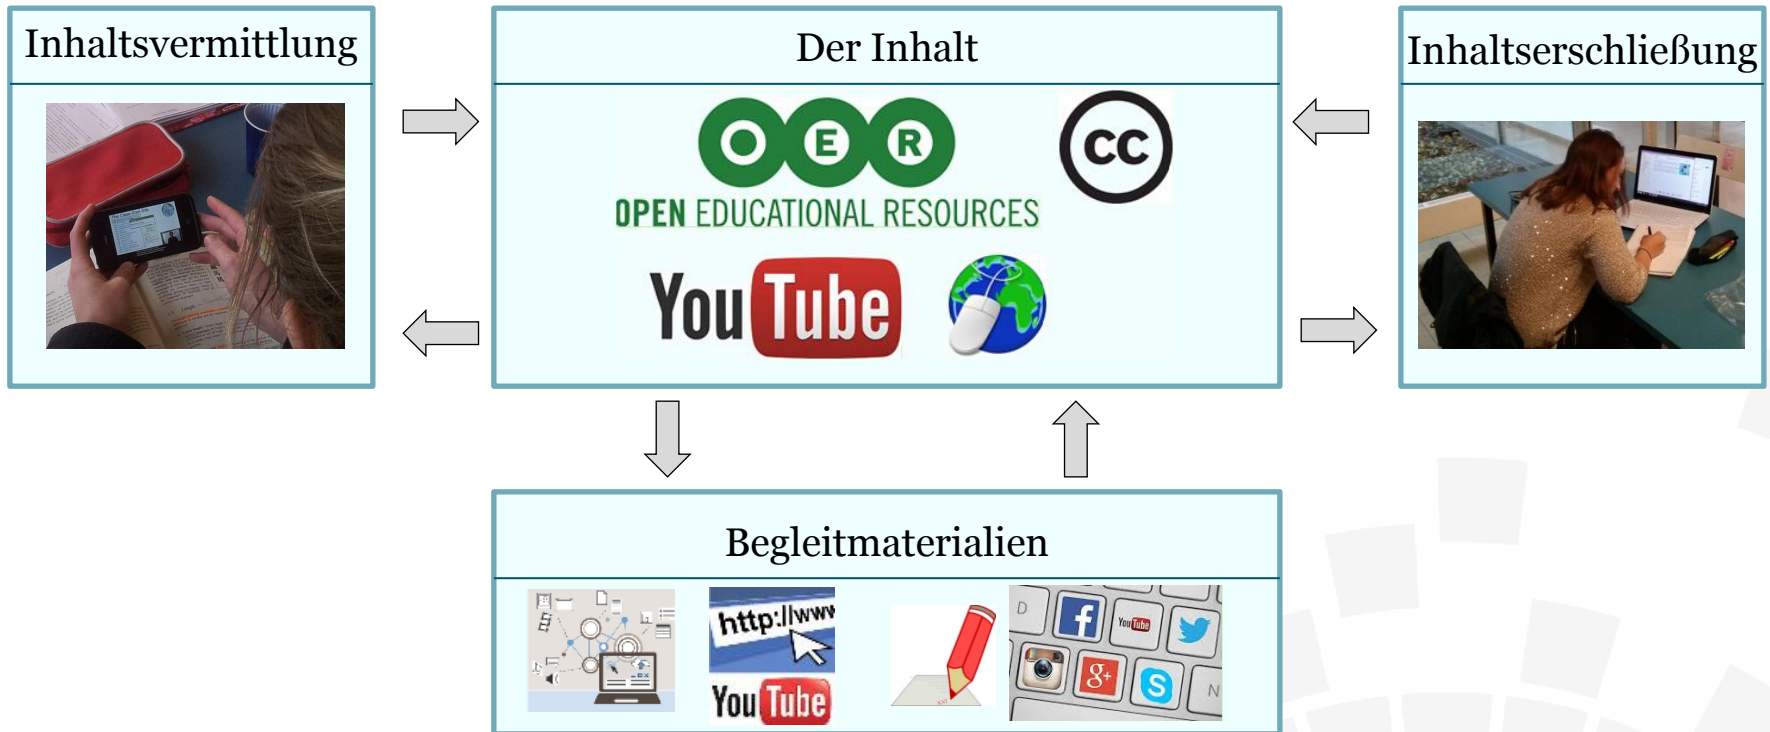 Inhaltsvermittlung
Der Inhalt
Inhaltserschließung
OER
OPEN EDUCATIONAL RESOURCES
CC
YouTube
Begleitmaterialien
http://www
YouTube
D
f
YouTube
g+
S
N